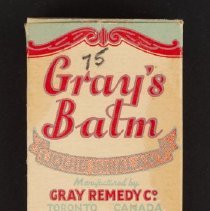 75
Gray's
Balm
Manufactured by
GRAY REMEDY Co
TORONTO CANADA